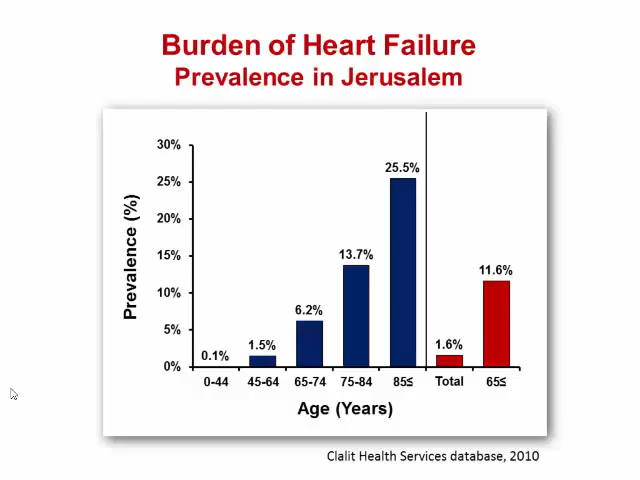 Burden of Heart Failure
Prevalence in Jerusalem
Prevalence (%)
30%
25%
20%
15%
10%
5%
0%
0.1%
1.5%
6.2%
13.7%
25.5%
1.6%
11.6%
0-44 45-64 65-74 75-84 85≤ Total 65≤
Age (Years)
Clalit Health Services database, 2010